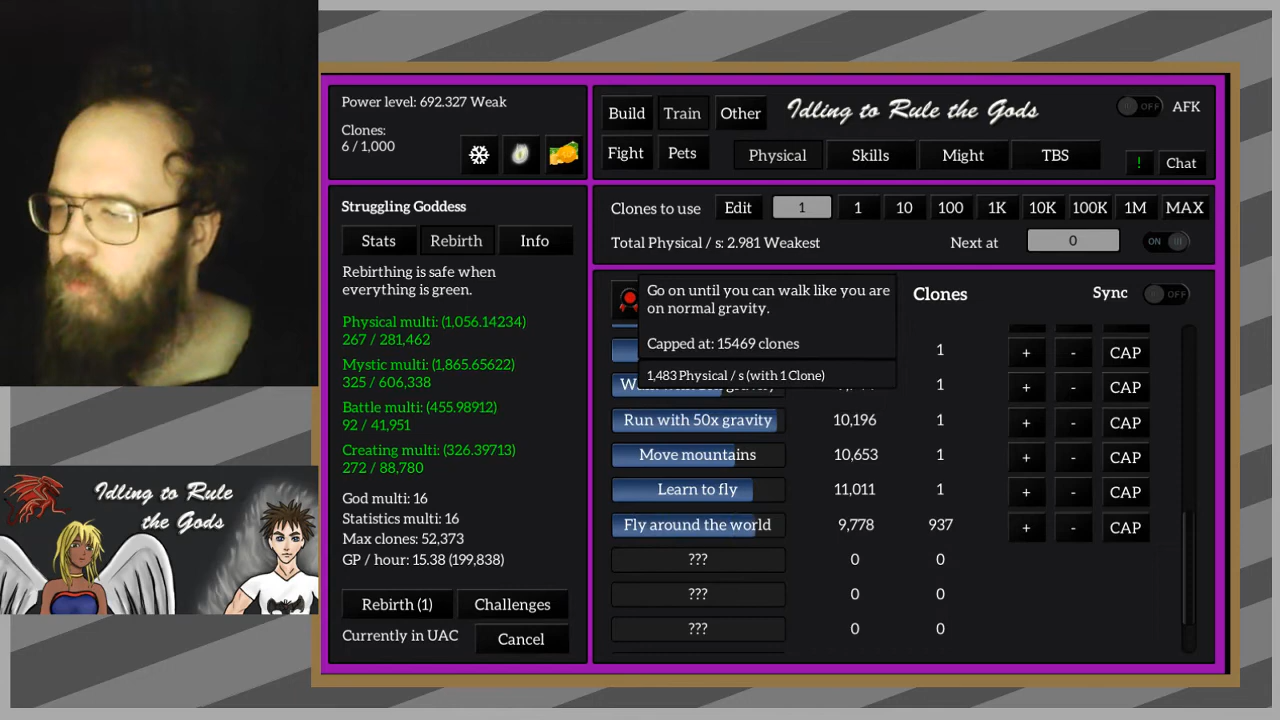 Power level: 692.327 Weak
Clones:
6 / 1,000
Build
Train
Other
Idling to Rule the Gods
OFF
AFK
Fight
Pets
Physical
Skills
Might
TBS
!
Chat
Struggling Goddess
Stats
Rebirth
Info
Rebirthing is safe when
everything is green.
Physical multi: (1,056.14234)
267 / 281,462
Mystic multi: (1,865.65622)
325 / 606,338
Battle multi: (455.98912)
92 / 41,951
Creating multi: (326.39713)
272 / 88,780
God multi: 16
Statistics multi: 16
Max clones: 52,373
GP / hour: 15.38 (199,838)
Rebirth (1)
Challenges
Currently in UAC
Cancel
Clones to use
Edit
1
1
10
100
1K
10K
100K
1M
MAX
Total Physical / s: 2.981 Weakest
Next at
0
ON
Go on until you can walk like you are
on normal gravity.
Capped at: 15469 clones
1,483 Physical / s (with 1 Clone)
Clones
Sync
OFF
1
+
-
CAP
1
+
-
CAP
Run with 50x gravity
10,196
1
+
-
CAP
Move mountains
10,653
1
+
-
CAP
Learn to fly
11,011
1
+
-
CAP
Fly around the world
9,778
937
+
-
CAP
???
0
0
???
0
0
???
0
0
Idling to Rule
the Gods